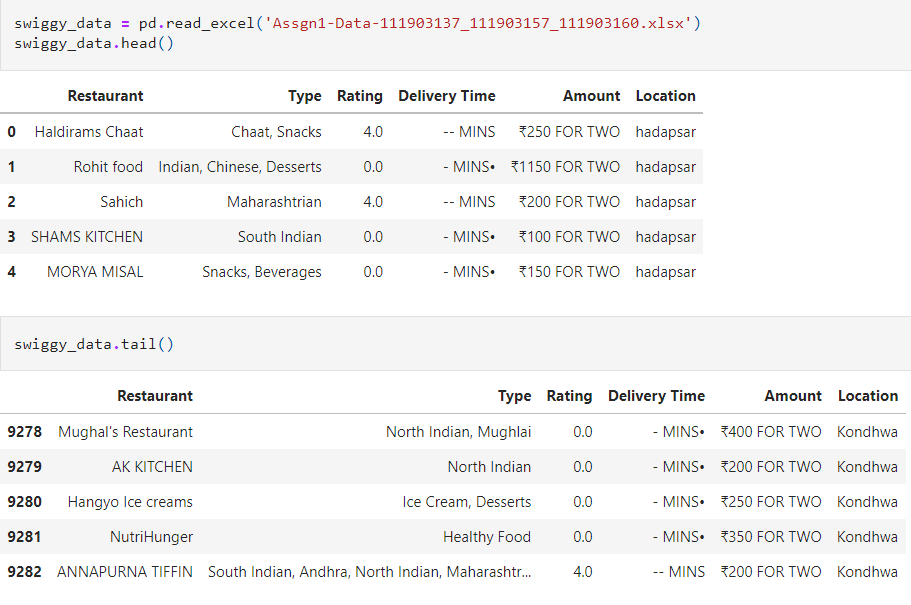 swiggy_data = pd.read_excel('Assgn1-Data-111903137_111903157_111903160.xlsx')
swiggy_data.head()
Restaurant Type Rating Delivery Time Amount Location
0 Haldirams Chaat Chaat, Snacks 4.0 -- MINS ₹250 FOR TWO hadapsar
1 Rohit food Indian, Chinese, Desserts 0.0 - MINS• ₹1150 FOR TWO hadapsar
2 Sahich Maharashtrian 4.0 -- MINS ₹200 FOR TWO hadapsar
3 SHAMS KITCHEN South Indian 0.0 - MINS• ₹100 FOR TWO hadapsar
4 MORYA MISAL Snacks, Beverages 0.0 - MINS• ₹150 FOR TWO hadapsar
swiggy_data.tail()
Restaurant Type Rating Delivery Time Amount Location
9278 Mughal's Restaurant North Indian, Mughlai 0.0 - MINS• ₹400 FOR TWO Kondhwa
9279 AK KITCHEN North Indian 0.0 - MINS• ₹200 FOR TWO Kondhwa
9280 Hangyo Ice creams Ice Cream, Desserts 0.0 - MINS• ₹250 FOR TWO Kondhwa
9281 NutriHunger Healthy Food 0.0 - MINS• ₹350 FOR TWO Kondhwa
9282 ANNAPURNA TIFFIN South Indian, Andhra, North Indian, Maharashtr... 4.0 -- MINS ₹200 FOR TWO Kondhwa